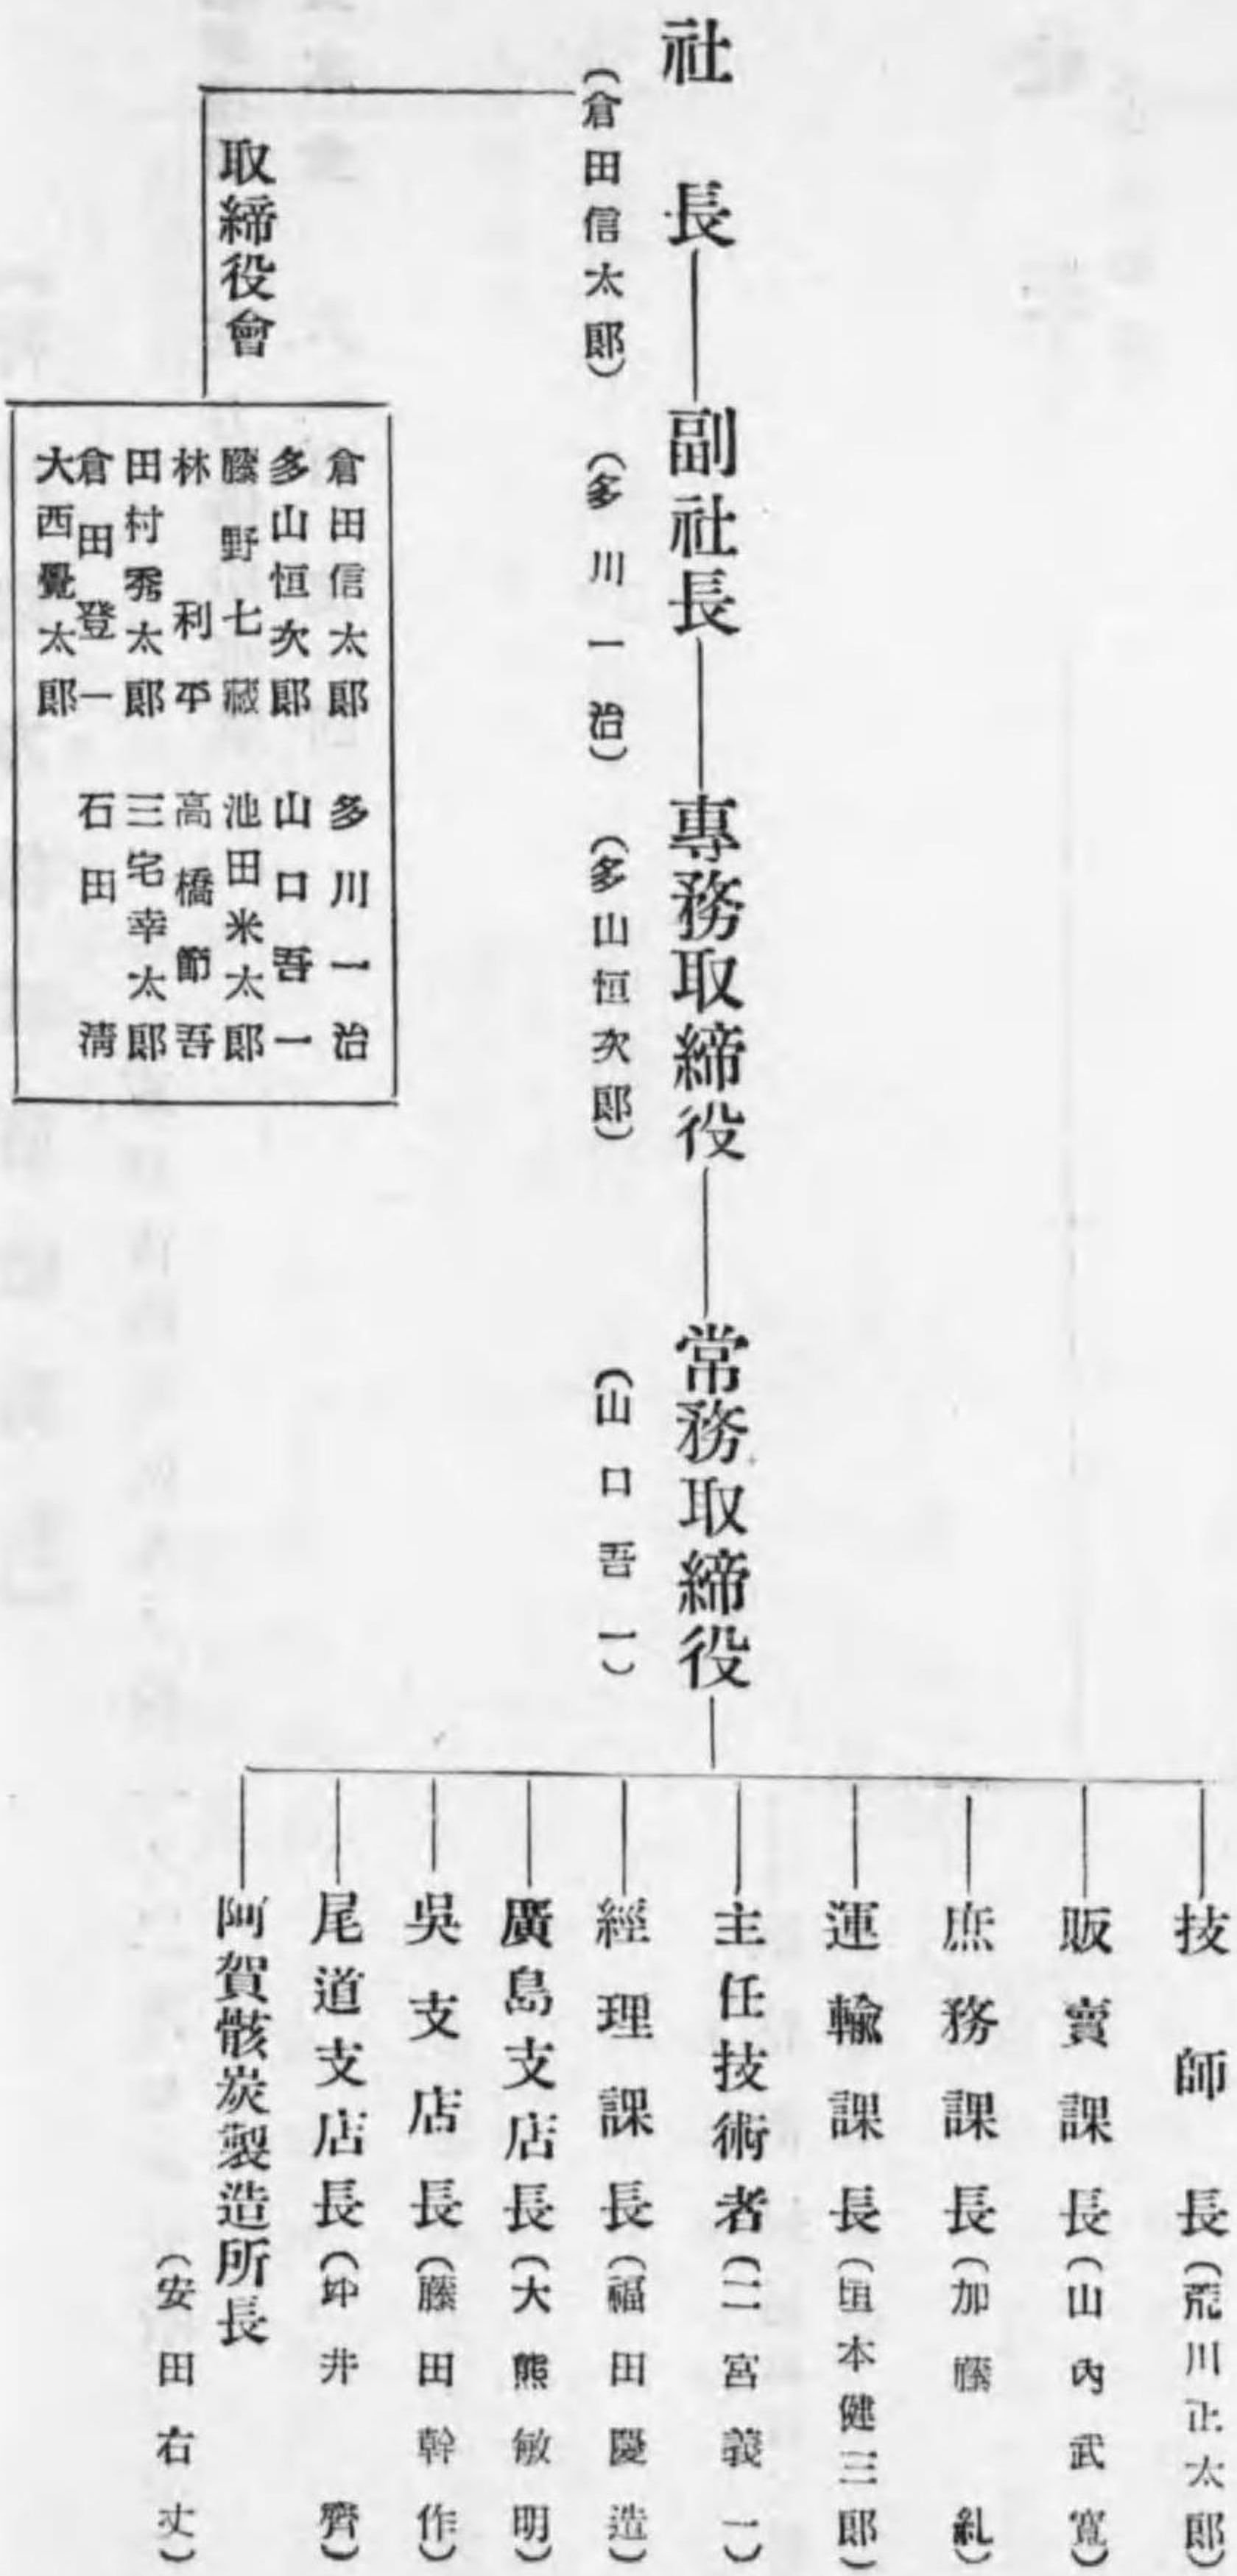 社長
副社長
專務取締役
常務取締役
(倉田信太郎)
(多川一治)
(多山恒次郎)
(山口吾一)
取締役會
倉田信太郎 多川一治
多山恒次郎 山口吾一
藤野七藏 池田米太郎
林利平 高橋節吾
田村秀太郎 三宅幸太郎
倉田登一 石田淸
大西覺太郎
技師長(荒川正太郎)
販賣課長(山內武寬)
庶務課長(加藤糺)
運輸課長(垣本健三郎)
主任技術者(二宮義一)
經理課長(福田慶造)
廣島支店長(大熊敏明)
吳支店長(藤田幹作)
尾道支店長(井齊)
阿賀骸炭製造所長
(安田右丈)